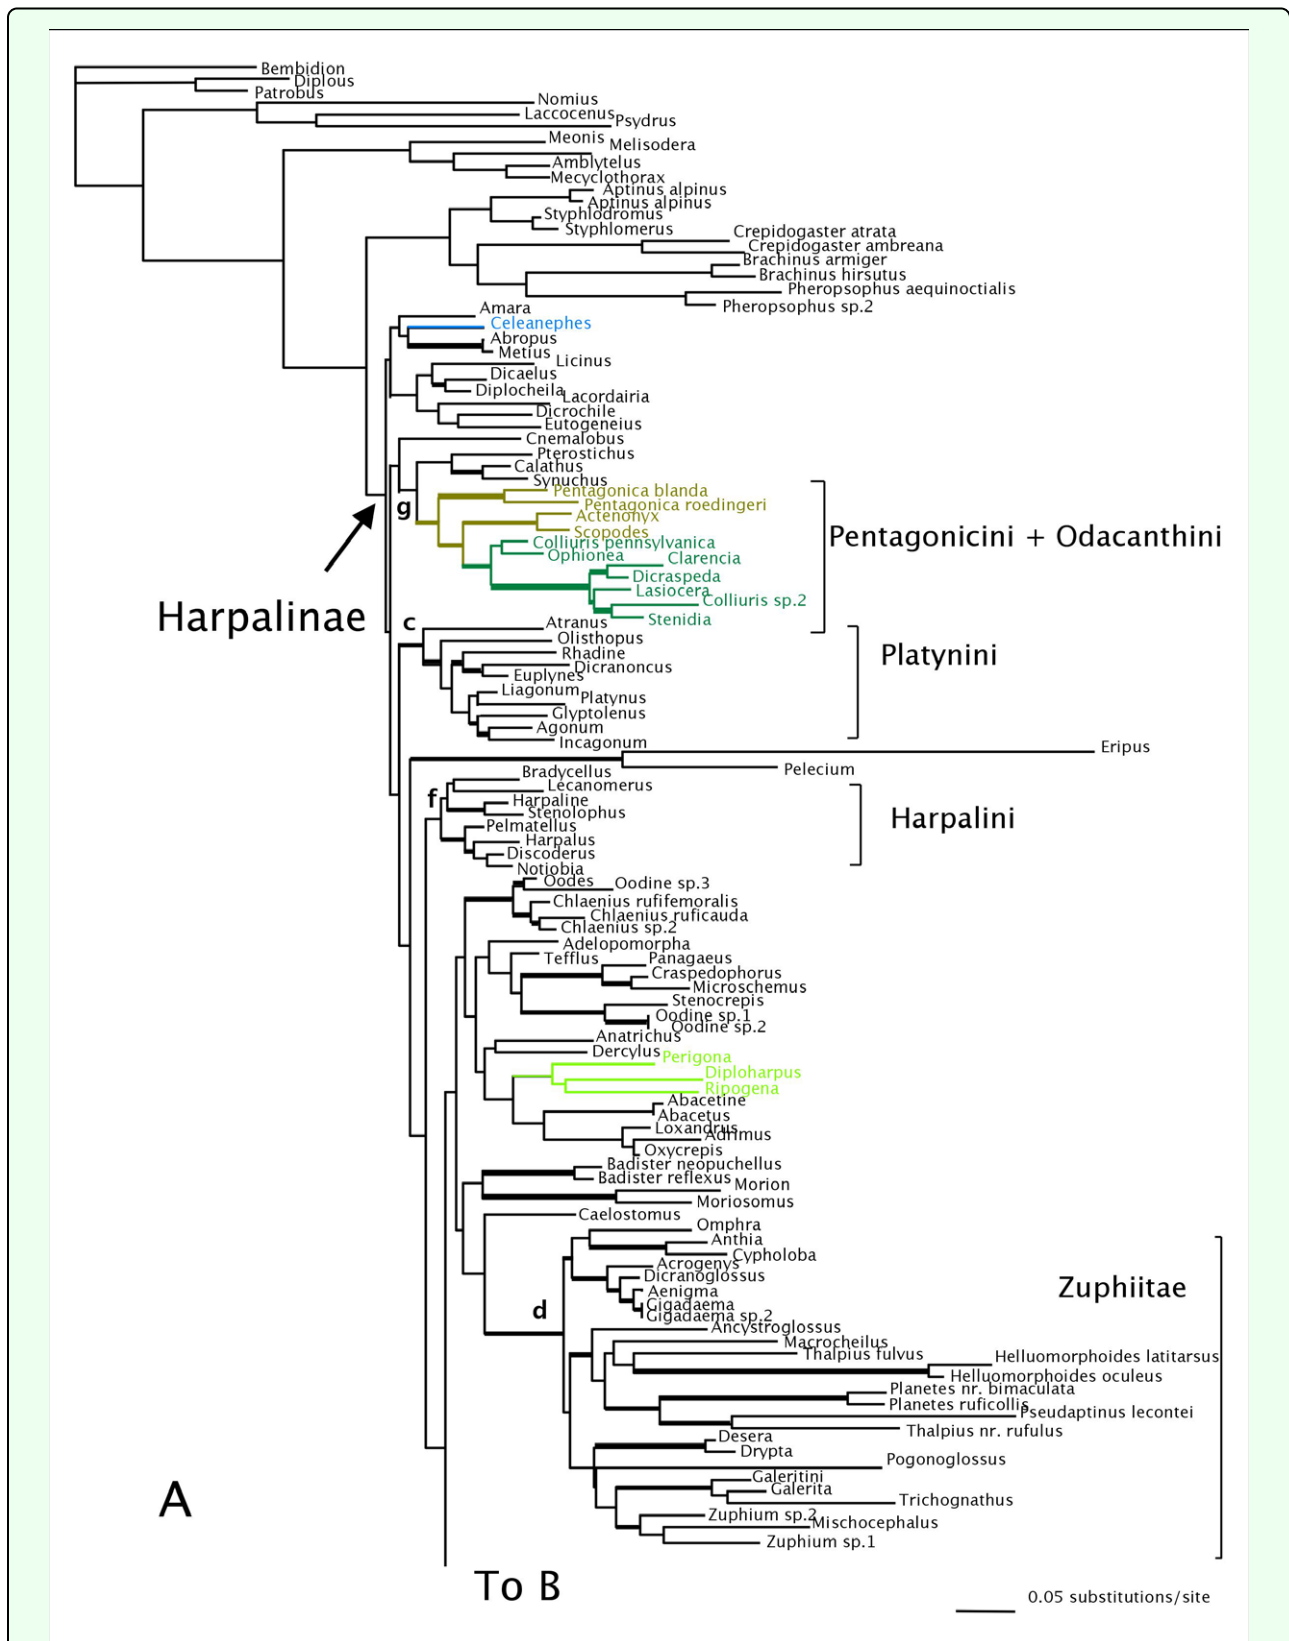 Bembidion
Diplous
Patrobus
Nomius
Laccocenus
Psydrus
Meonis
Melisodera
Amblytelus
Mecyclothorax
Aptinus alpinus
Aptinus alpinus
Styphlodromus
Styphlomerus
Crepidogaster atrata
Crepidogaster ambreana
Brachinus armiger
Brachinus hirsutus
Pheropsophus aequinoctialis
Pheropsophus sp.2
Amara
Celeanephes
Abropus
Metius
Licinus
Dicaelus
Diplocheila
Lacordairia
Dicrochile
Eutogeneius
Cnemalobus
Pterostichus
Calathus
Synuchus
g
Pentagonica blanda
Pentagonica roedingeri
Actenonyx
Scopodes
Colliuris pennsylvanica
Ophionea
Clarencia
Dicraspeda
Lasiocera
Colliuris sp.2
Stenidia
Pentagonicini + Odacanthini
Harpalinae
c
Atranus
Olisthopus
Rhadine
Dicranoncus
Euplynes
Liagonum
Platynus
Glyptolenus
Agonum
Incagonum
Platynini
Eripus
Pelecium
f
Bradycellus
Lecanomerus
Harpaline
Stenolophus
Pelmatellus
Harpalus
Discoderus
Notiobia
Harpalini
Oodes
Oodine sp.3
Chlaenius rufifemoralis
Chlaenius ruficauda
Chlaenius sp.2
Adelopomorpha
Tefflus
Panagaeus
Craspedophorus
Microschemus
Stenocrepis
Oodine sp.1
Oodine sp.2
Anatrichus
Dercylus
Perigona
Diploharpus
Ripogena
Abacetine
Abacetus
Loxandrus
Adrimus
Oxycrepis
Badister neopuchellus
Badister reflexus
Morion
Moriosomus
Caelostomus
d
Omphra
Anthia
Cypholoba
Acrogenys
Dicranoglossus
Aenigma
Gigadaema
Gigadaema sp.2
Ancystroglossus
Macrocheilus
Thalpius fulvus
Helluomorphoides latitarsus
Helluomorphoides oculeus
Planetes nr. bimaculata
Planetes ruficollis
Pseudaptinus lecontei
Thalpius nr. rufulus
Desera
Drypta
Pogonoglossus
Galeritini
Galerita
Trichognathus
Zuphium sp.2
Mischocephalus
Zuphium sp.1
Zuphiitae
A
To B
0.05 substitutions/site